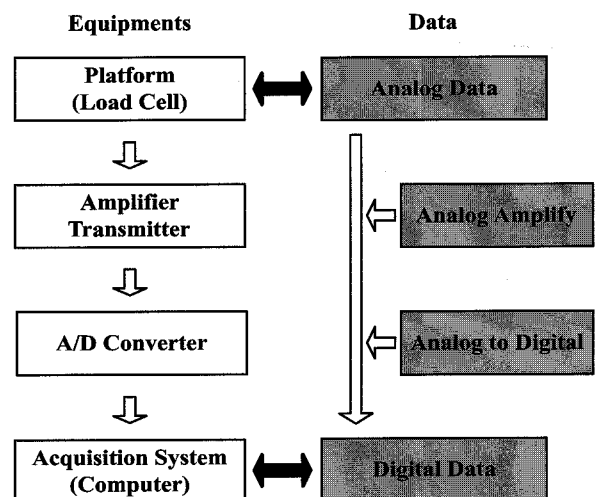 Equipments
Data
Platform
(Load Cell)
Analog Data
Amplifier
Transmitter
Analog Amplify
A/D Converter
Analog to Digital
Acquisition System
(Computer)
Digital Data